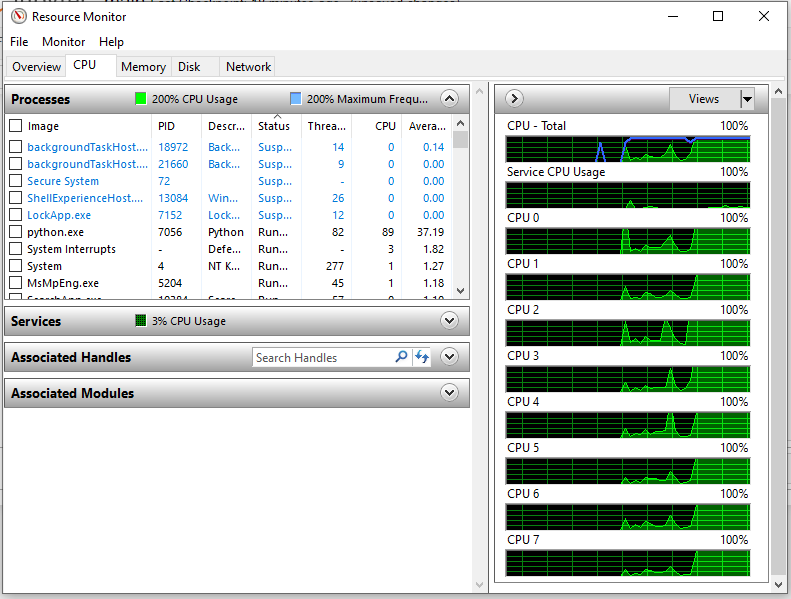 Resource Monitor
File Monitor Help
Overview CPU Memory Disk Network
Processes 200% CPU Usage 200% Maximum Frequ...
Image PID Descr... Status Threa... CPU Avera...
backgroundTaskHost.... 18972 Back... Susp... 14 0 0.14
backgroundTaskHost.... 21660 Back... Susp... 9 0 0.00
Secure System 72 Susp... - 0 0.00
ShellExperienceHost.... 13084 Win... Susp... 26 0 0.00
LockApp.exe 7152 Lock... Susp... 12 0 0.00
python.exe 7056 Python Run... 82 89 37.19
System Interrupts - Defe... Run... - 3 1.82
System 4 NT K... Run... 277 1 1.27
MsMpEng.exe 5204 Run... 45 1 1.18
Services 3% CPU Usage
Associated Handles Search Handles
Associated Modules
Views
CPU - Total 100%
Service CPU Usage 100%
CPU 0 100%
CPU 1 100%
CPU 2 100%
CPU 3 100%
CPU 4 100%
CPU 5 100%
CPU 6 100%
CPU 7 100%